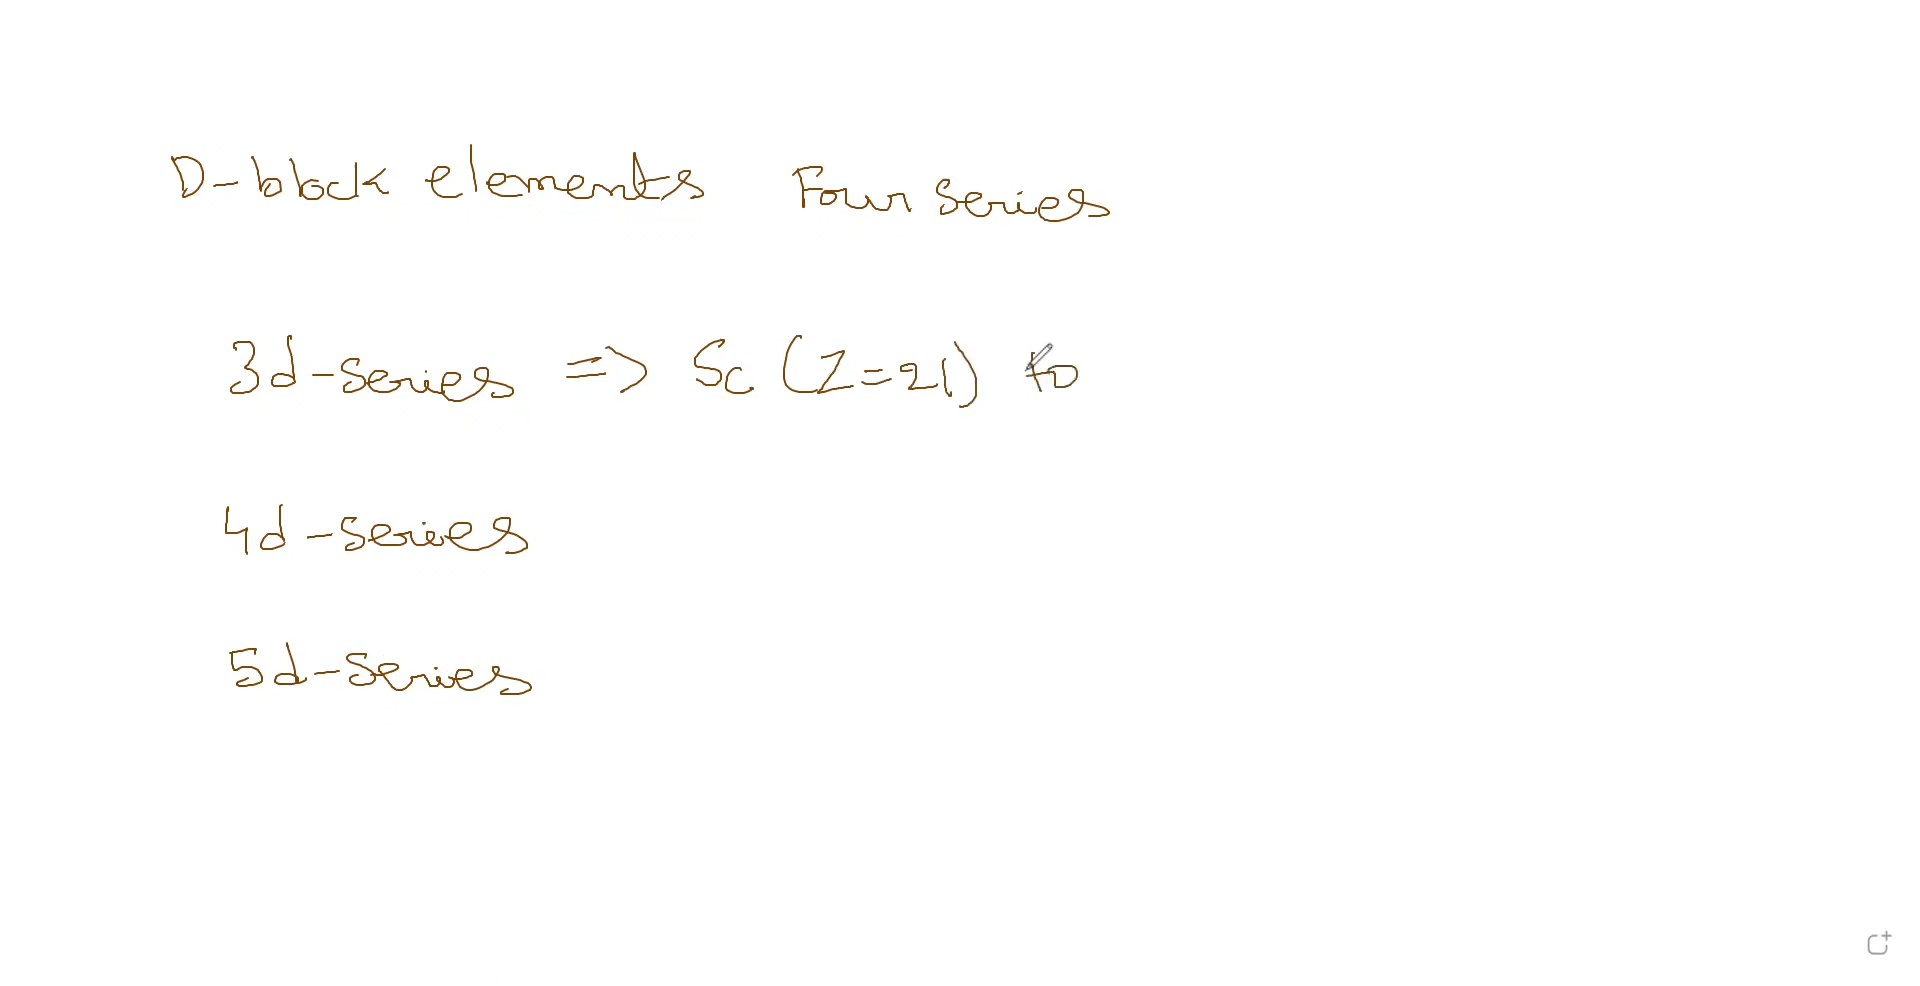 D-block elements Four series
3d-series => Sc (Z=21) to
4d-series
5d-series